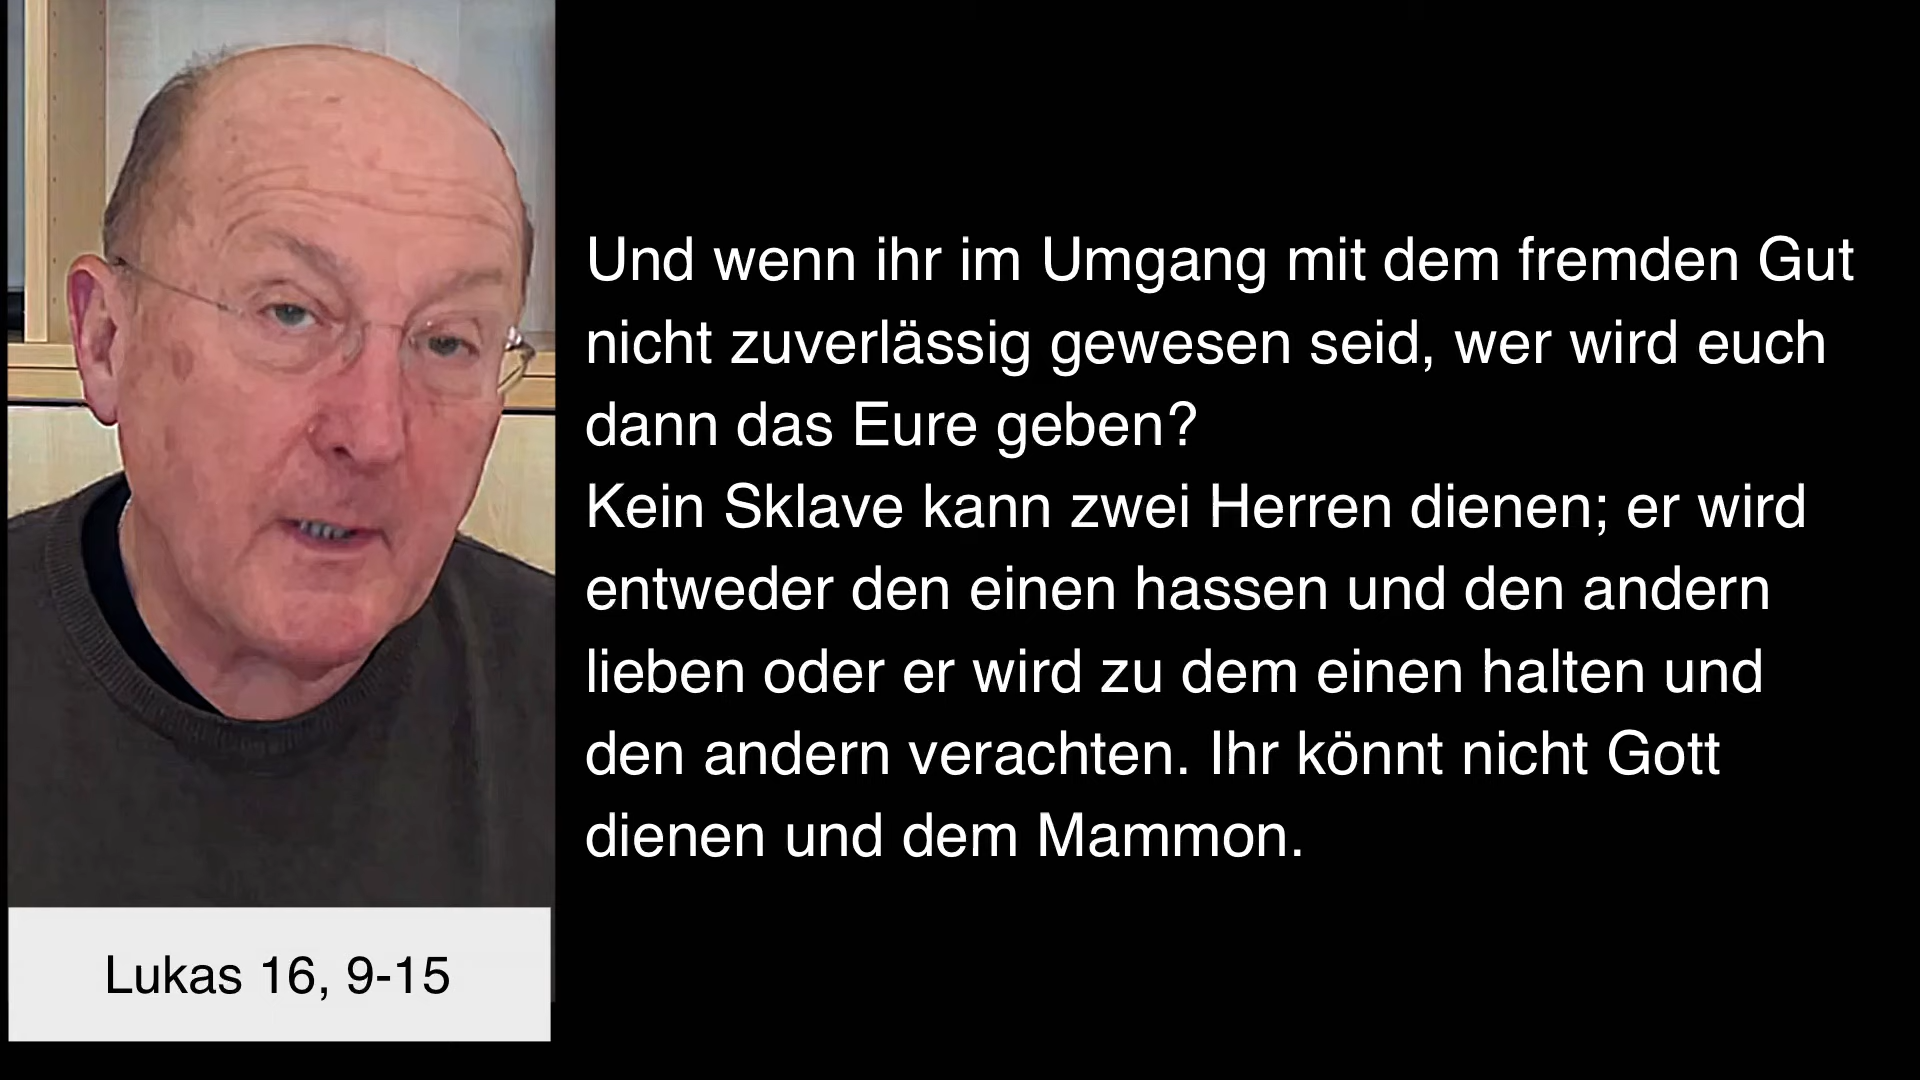 Und wenn ihr im Umgang mit dem fremden Gut
nicht zuverlässig gewesen seid, wer wird euch
dann das Eure geben?
Kein Sklave kann zwei Herren dienen; er wird
entweder den einen hassen und den andern
lieben oder er wird zu dem einen halten und
den andern verachten. Ihr könnt nicht Gott
dienen und dem Mammon.
Lukas 16, 9-15